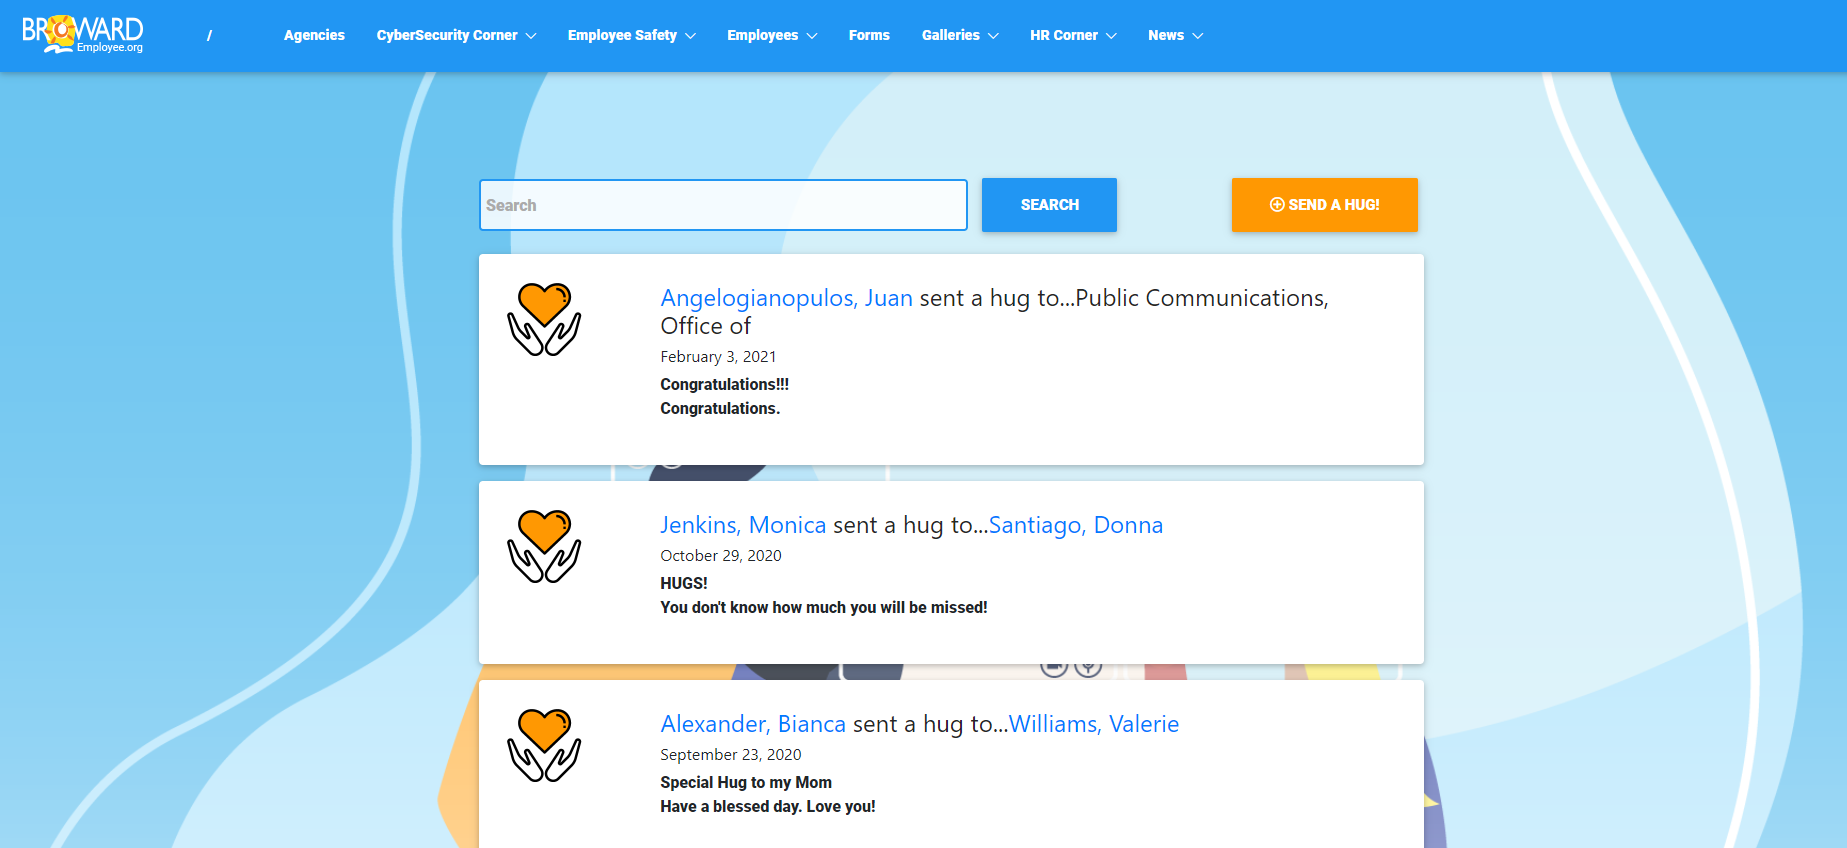 BROWARD
Employee.org
/
Agencies
CyberSecurity Corner
Employee Safety
Employees
Forms
Galleries
HR Corner
News
Search
SEARCH
SEND A HUG!
Angelogianopulos, Juan sent a hug to...Public Communications,
Office of
February 3, 2021
Congratulations!!!
Congratulations.
Jenkins, Monica sent a hug to...Santiago, Donna
October 29, 2020
HUGS!
You don't know how much you will be missed!
Alexander, Bianca sent a hug to...Williams, Valerie
September 23, 2020
Special Hug to my Mom
Have a blessed day. Love you!